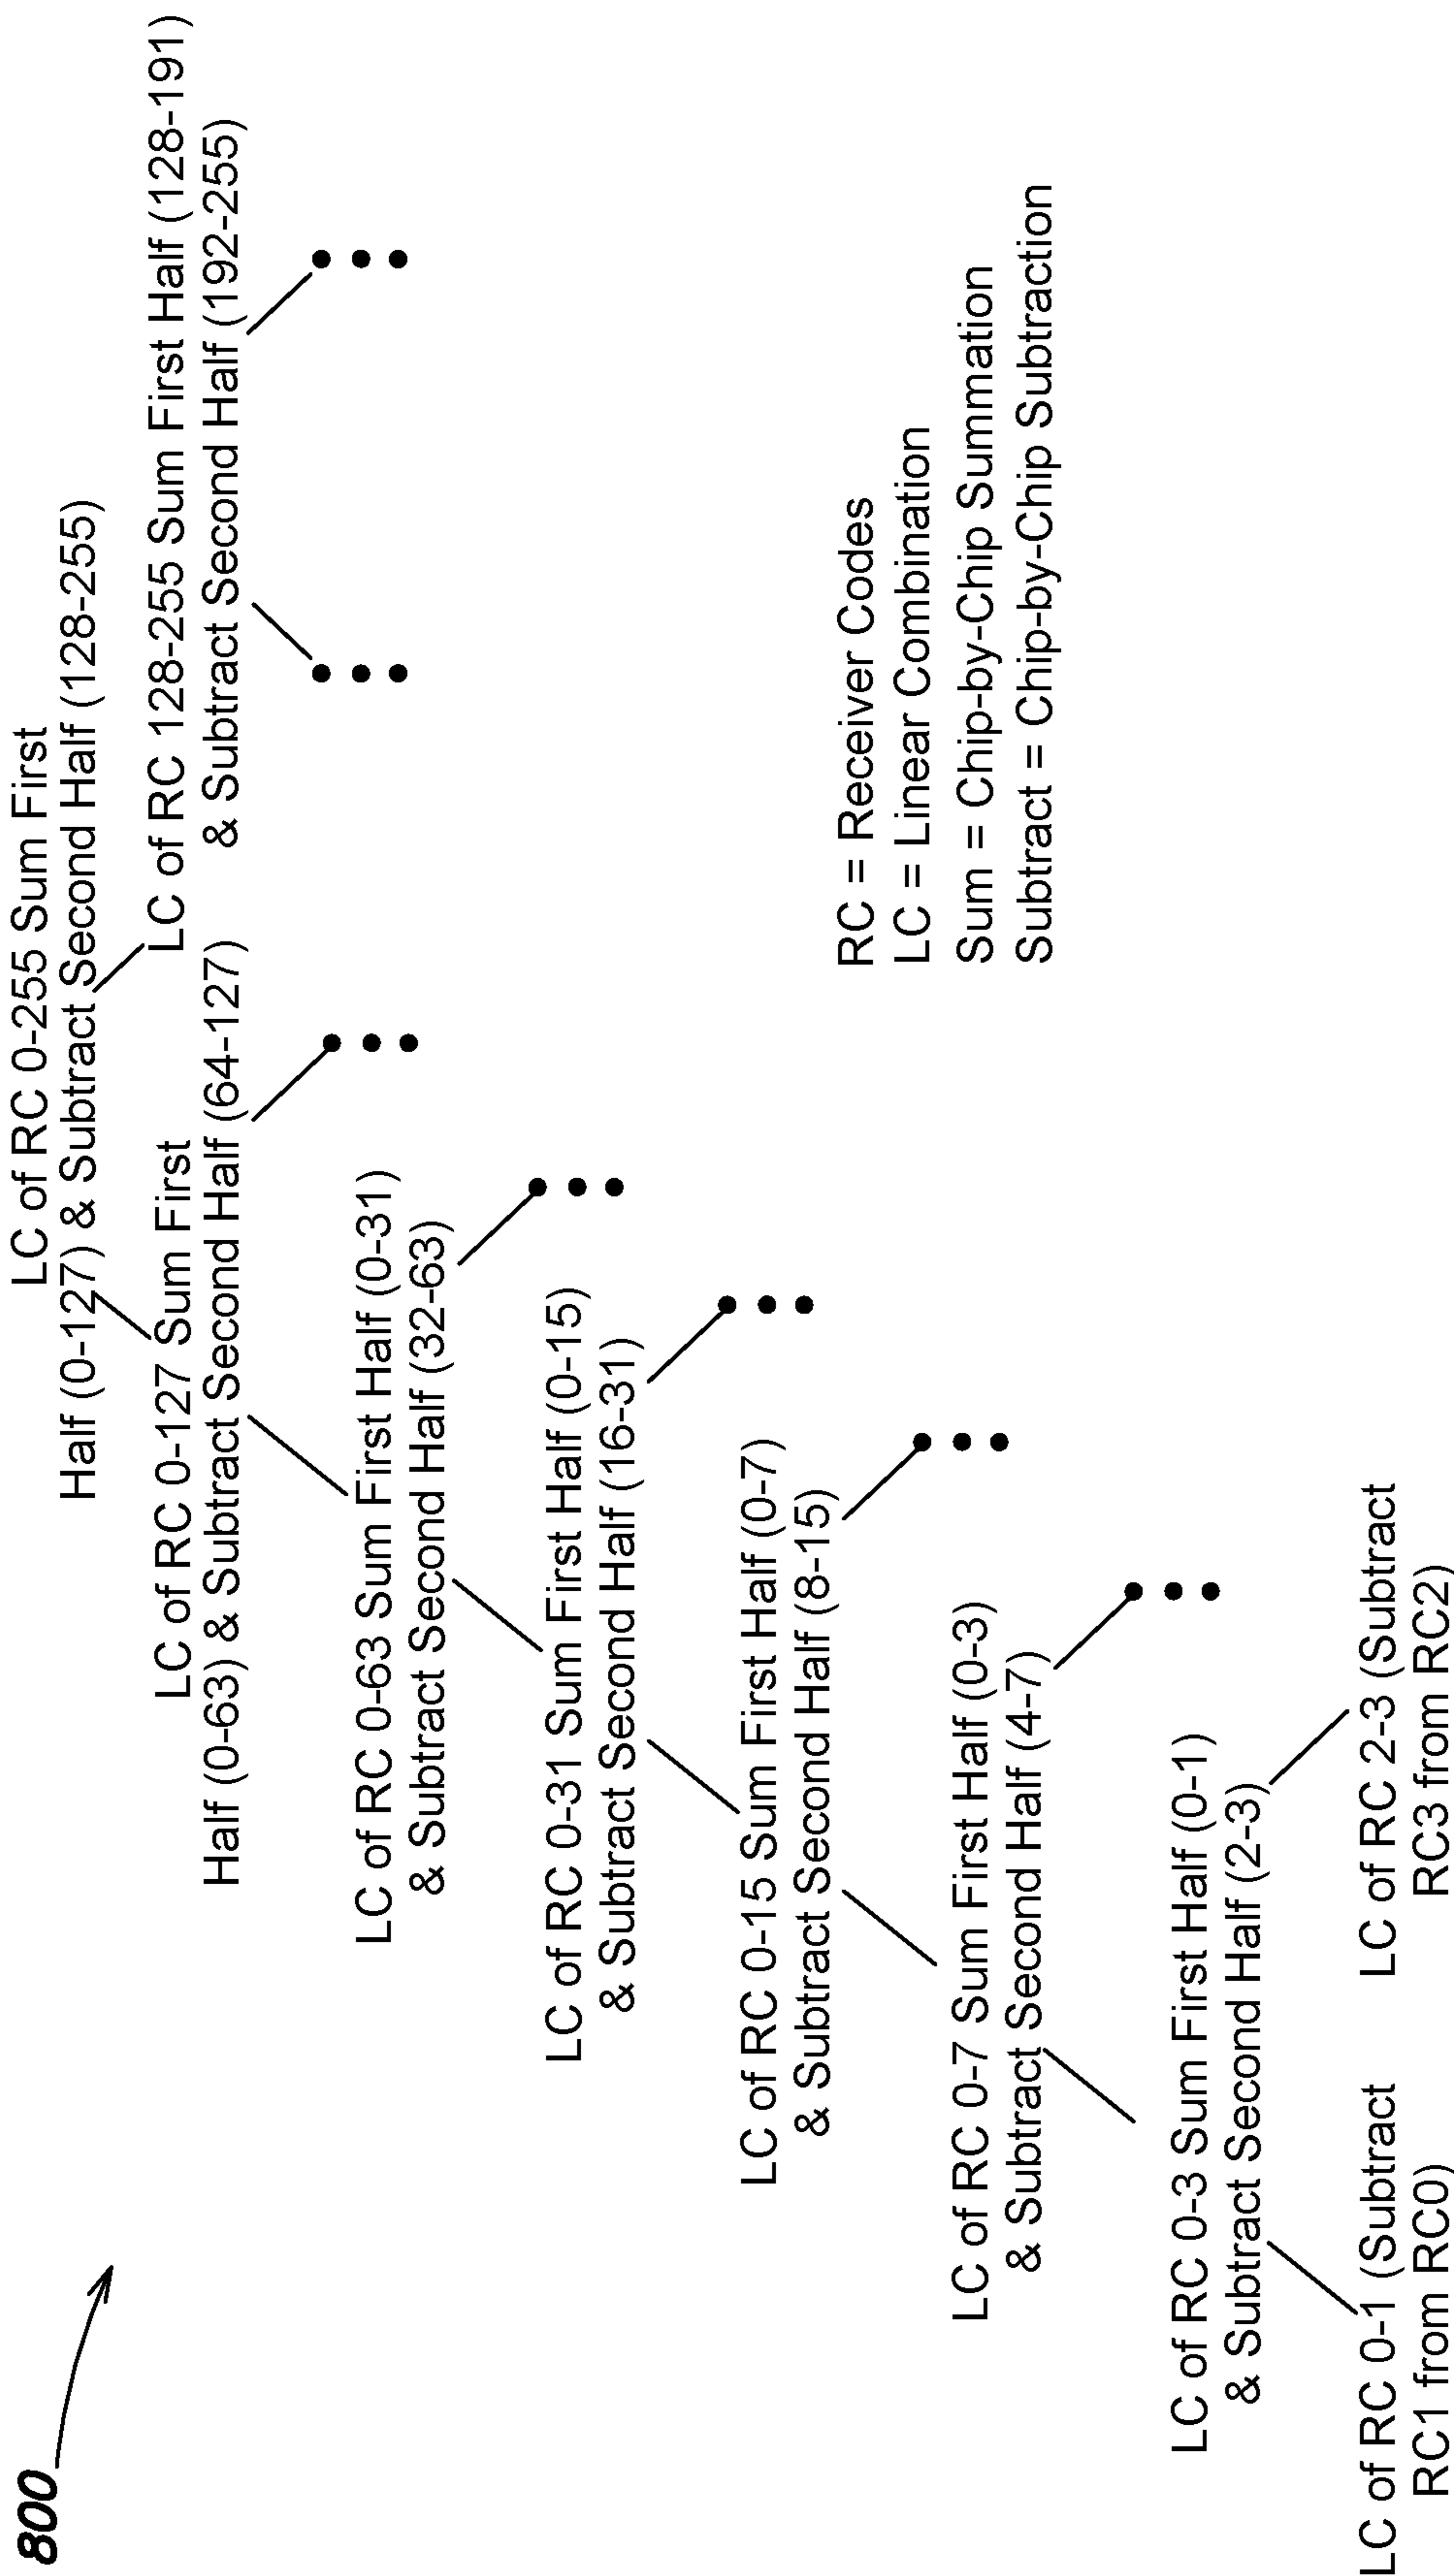 800
LC of RC 0-255 Sum First
Half (0-127) & Subtract Second Half (128-255)
LC of RC 0-127 Sum First
Half (0-63) & Subtract Second Half (64-127)
LC of RC 128-255 Sum First Half (128-191)
& Subtract Second Half (192-255)
LC of RC 0-63 Sum First Half (0-31)
& Subtract Second Half (32-63)
LC of RC 0-31 Sum First Half (0-15)
& Subtract Second Half (16-31)
LC of RC 0-15 Sum First Half (0-7)
& Subtract Second Half (8-15)
LC of RC 0-7 Sum First Half (0-3)
& Subtract Second Half (4-7)
LC of RC 0-3 Sum First Half (0-1)
& Subtract Second Half (2-3)
LC of RC 0-1 (Subtract
RC1 from RC0)
LC of RC 2-3 (Subtract
RC3 from RC2)
RC = Receiver Codes
LC = Linear Combination
Sum = Chip-by-Chip Summation
Subtract = Chip-by-Chip Subtraction